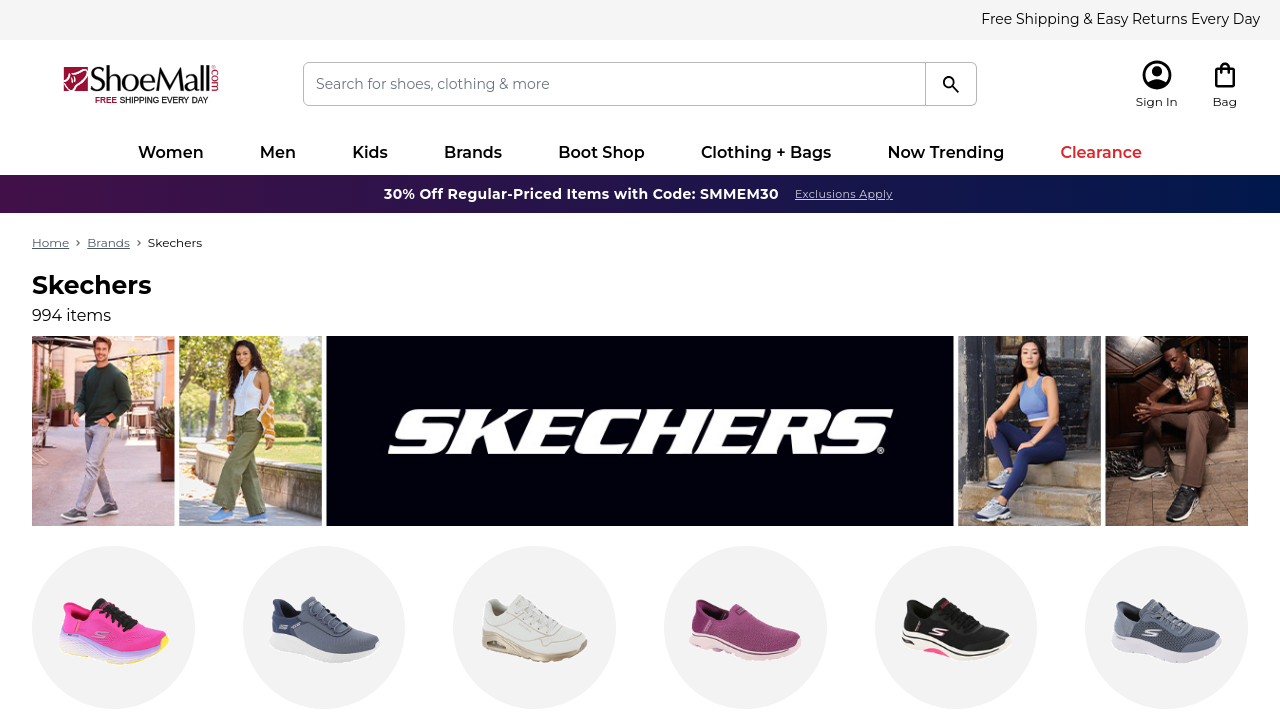 Free Shipping & Easy Returns Every Day
ShoeMall.com
FREE SHIPPING EVERY DAY
Search for shoes, clothing & more
Sign In
Bag
Women
Men
Kids
Brands
Boot Shop
Clothing + Bags
Now Trending
Clearance
30% Off Regular-Priced Items with Code: SMMEM30
Exclusions Apply
Home > Brands > Skechers
Skechers
994 items
SKECHERS®